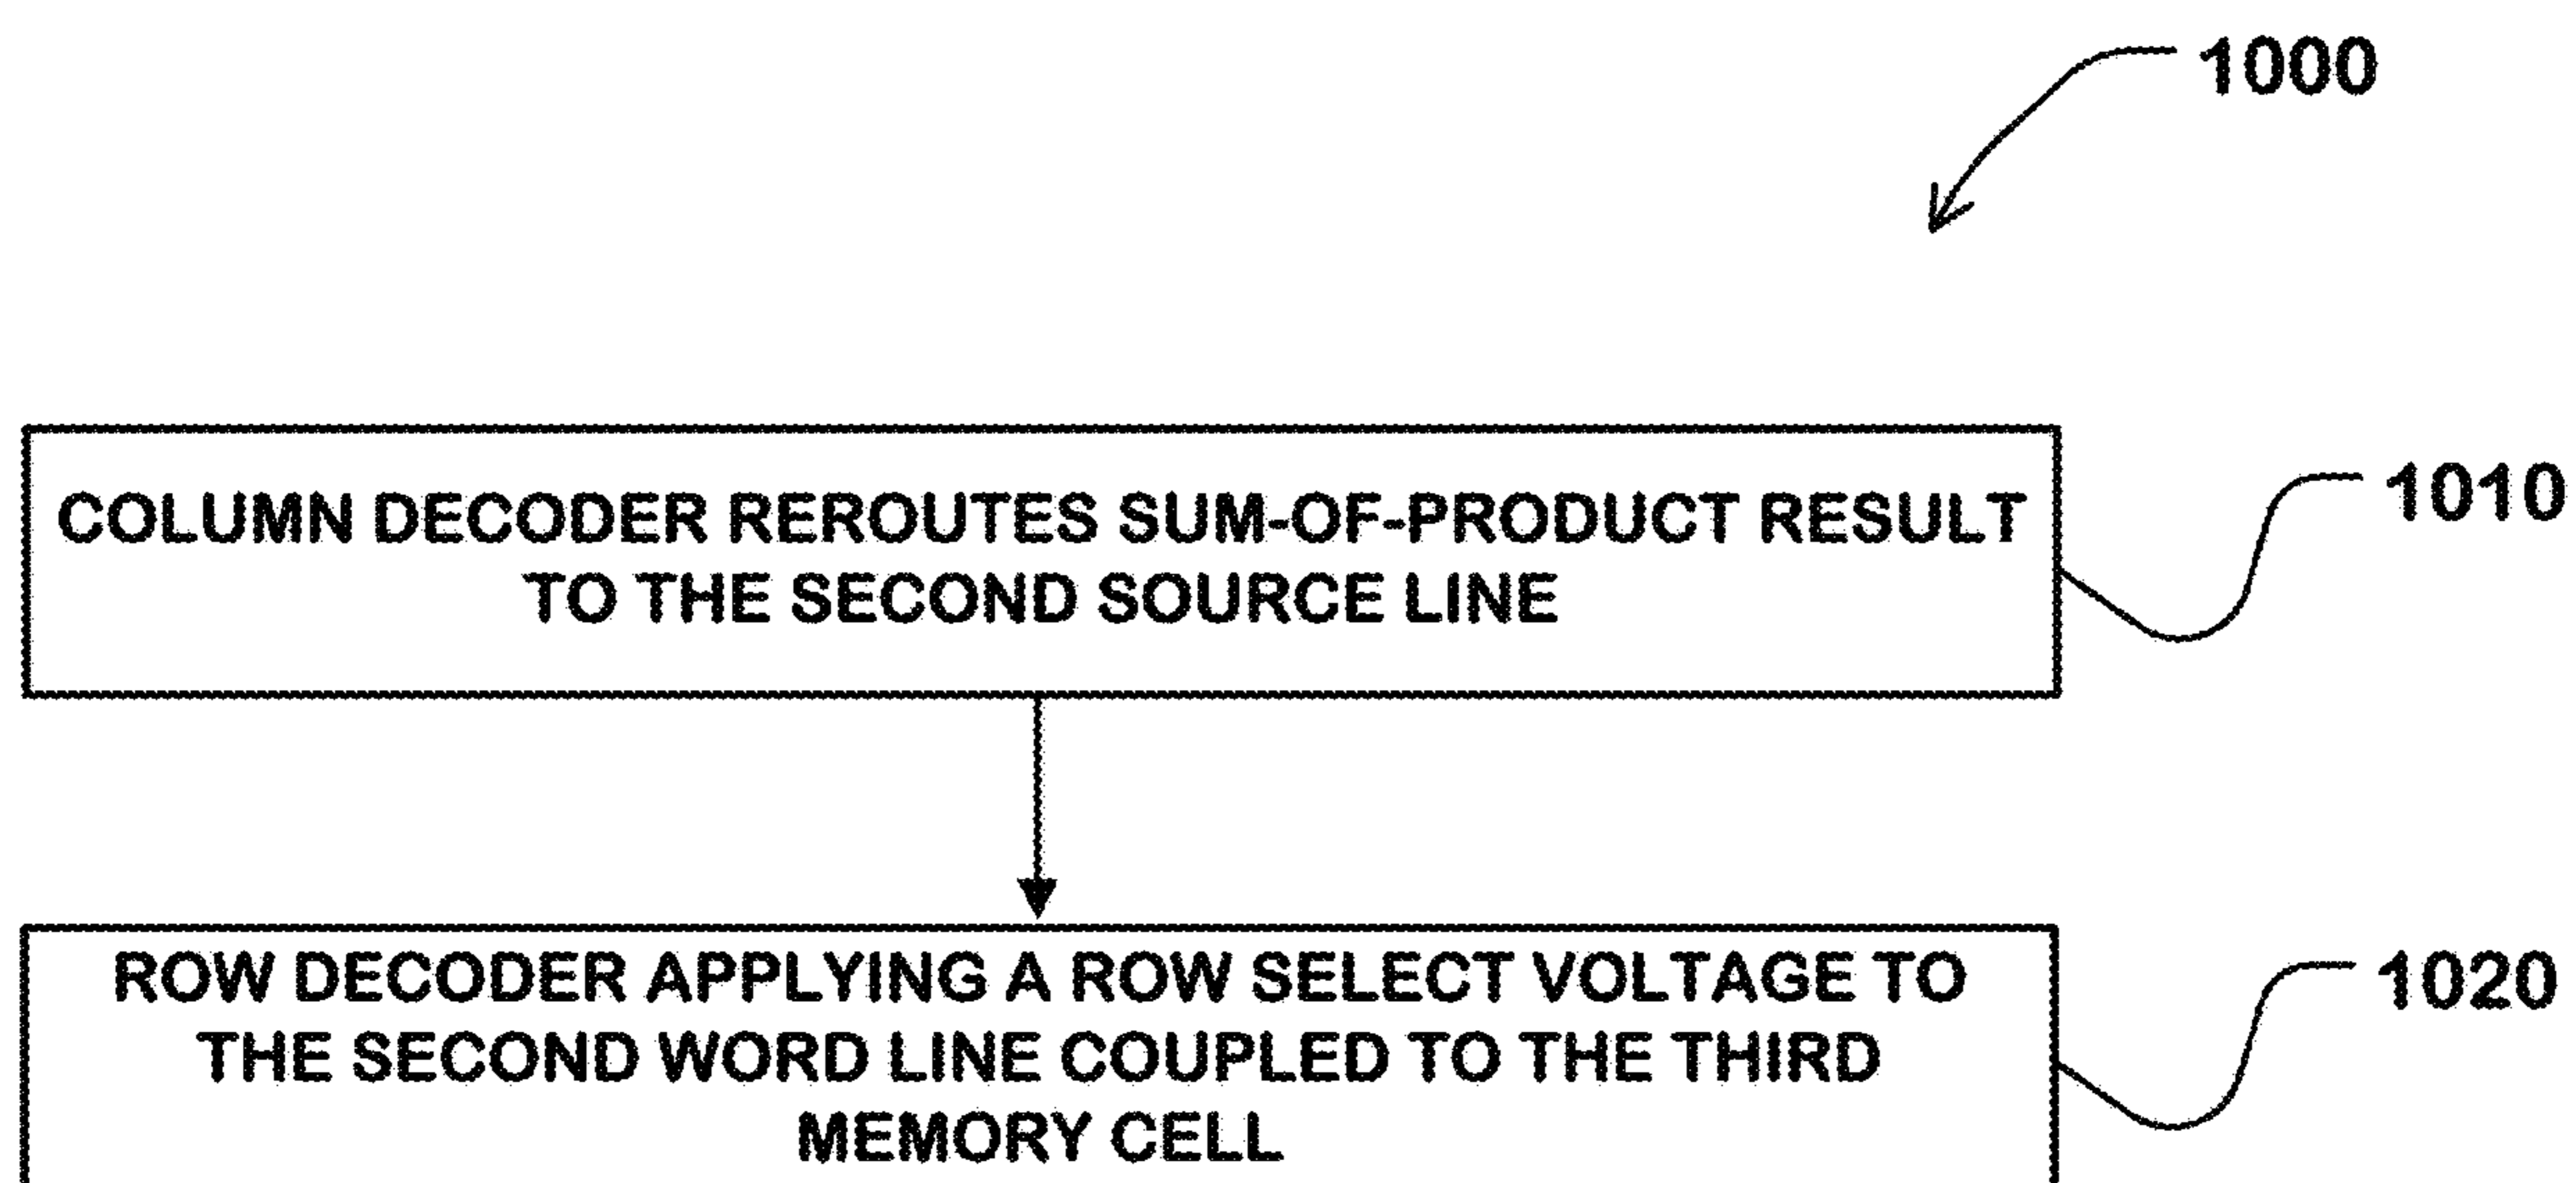 1000
COLUMN DECODER REROUTES SUM-OF-PRODUCT RESULT
TO THE SECOND SOURCE LINE
1010
ROW DECODER APPLYING A ROW SELECT VOLTAGE TO
THE SECOND WORD LINE COUPLED TO THE THIRD
MEMORY CELL
1020